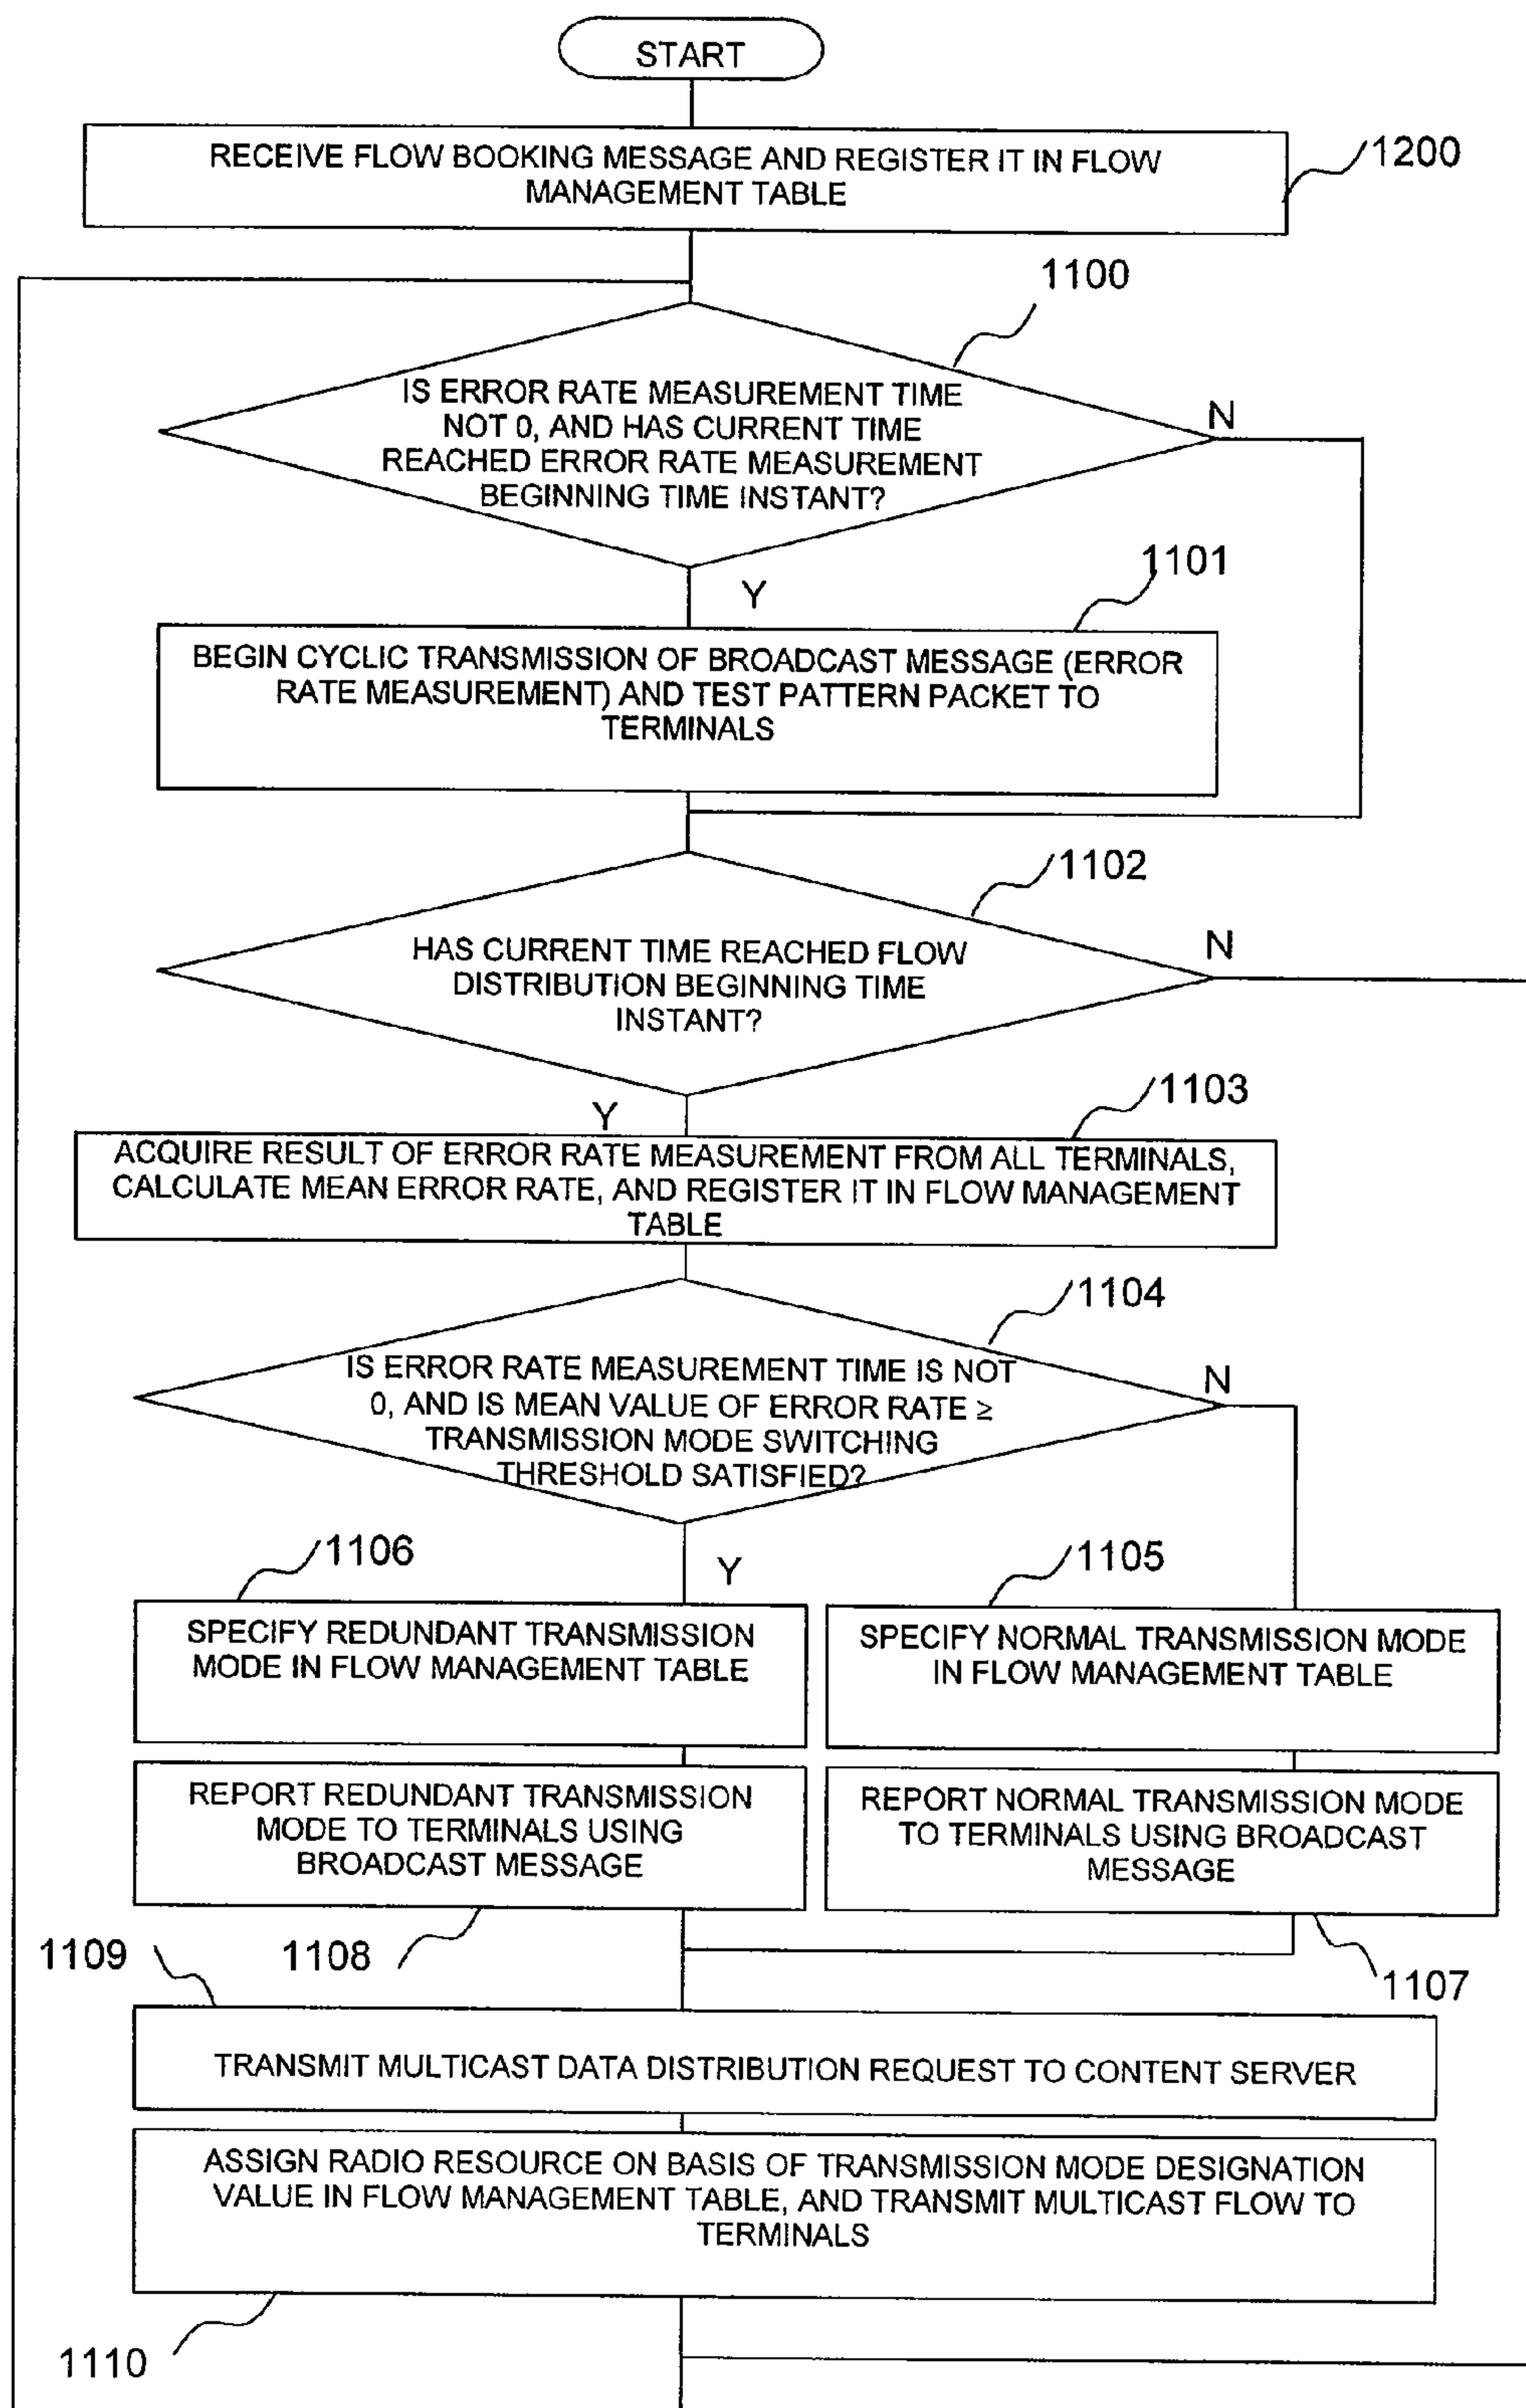 START
RECEIVE FLOW BOOKING MESSAGE AND REGISTER IT IN FLOW
MANAGEMENT TABLE
1200
1100
IS ERROR RATE MEASUREMENT TIME
NOT 0, AND HAS CURRENT TIME
REACHED ERROR RATE MEASUREMENT
BEGINNING TIME INSTANT?
N
Y
1101
BEGIN CYCLIC TRANSMISSION OF BROADCAST MESSAGE (ERROR
RATE MEASUREMENT) AND TEST PATTERN PACKET TO
TERMINALS
1102
HAS CURRENT TIME REACHED FLOW
DISTRIBUTION BEGINNING TIME
INSTANT?
N
Y
1103
ACQUIRE RESULT OF ERROR RATE MEASUREMENT FROM ALL TERMINALS,
CALCULATE MEAN ERROR RATE, AND REGISTER IT IN FLOW MANAGEMENT
TABLE
1104
IS ERROR RATE MEASUREMENT TIME IS NOT
0, AND IS MEAN VALUE OF ERROR RATE ≥
TRANSMISSION MODE SWITCHING
THRESHOLD SATISFIED?
N
Y
1106
SPECIFY REDUNDANT TRANSMISSION
MODE IN FLOW MANAGEMENT TABLE
1105
SPECIFY NORMAL TRANSMISSION MODE
IN FLOW MANAGEMENT TABLE
REPORT REDUNDANT TRANSMISSION
MODE TO TERMINALS USING
BROADCAST MESSAGE
REPORT NORMAL TRANSMISSION MODE
TO TERMINALS USING BROADCAST
MESSAGE
1109
1108
1107
TRANSMIT MULTICAST DATA DISTRIBUTION REQUEST TO CONTENT SERVER
ASSIGN RADIO RESOURCE ON BASIS OF TRANSMISSION MODE DESIGNATION
VALUE IN FLOW MANAGEMENT TABLE, AND TRANSMIT MULTICAST FLOW TO
TERMINALS
1110